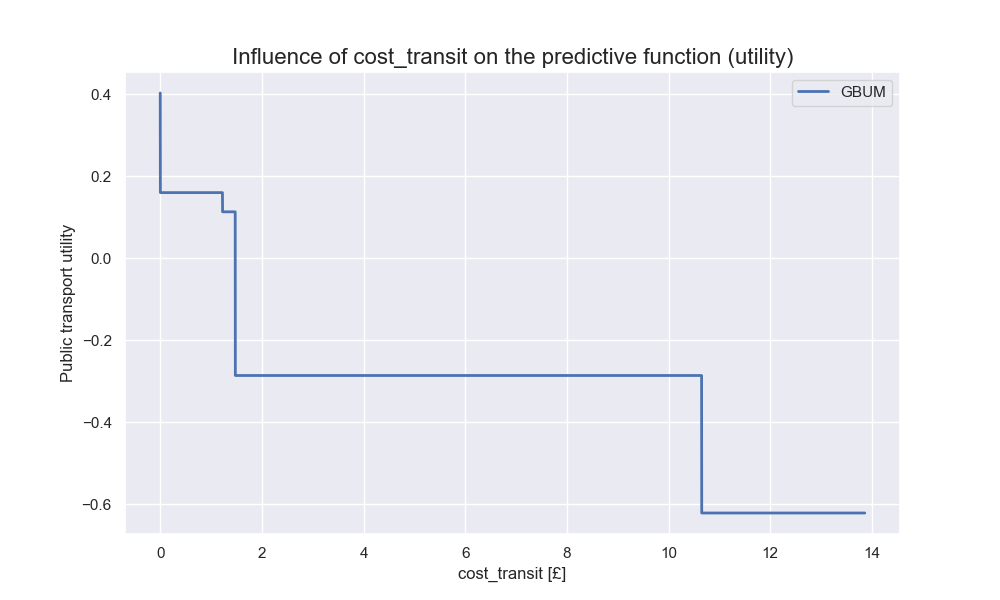 Influence of cost_transit on the predictive function (utility)
GBUM
Public transport utility
0.4
0.2
0.0
−0.2
−0.4
−0.6
0 2 4 6 8 10 12 14
cost_transit [£]